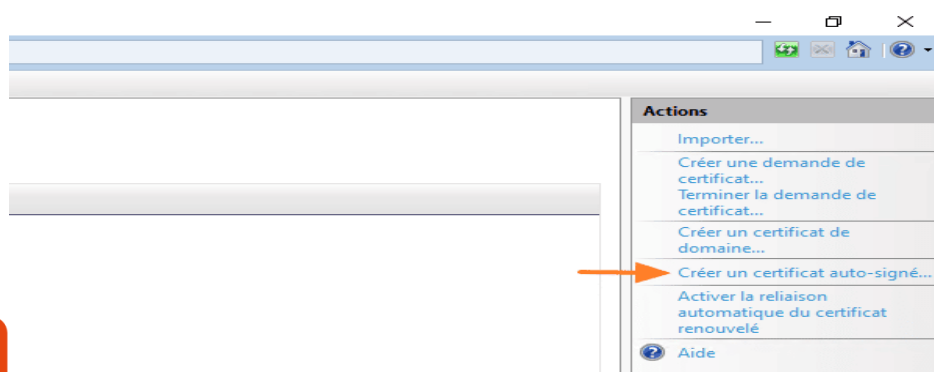 Actions
Importer...
Créer une demande de
certificat...
Terminer la demande de
certificat...
Créer un certificat de
domaine...
Créer un certificat auto-signé...
Activer la reliaison
automatique du certificat
renouvelé
Aide